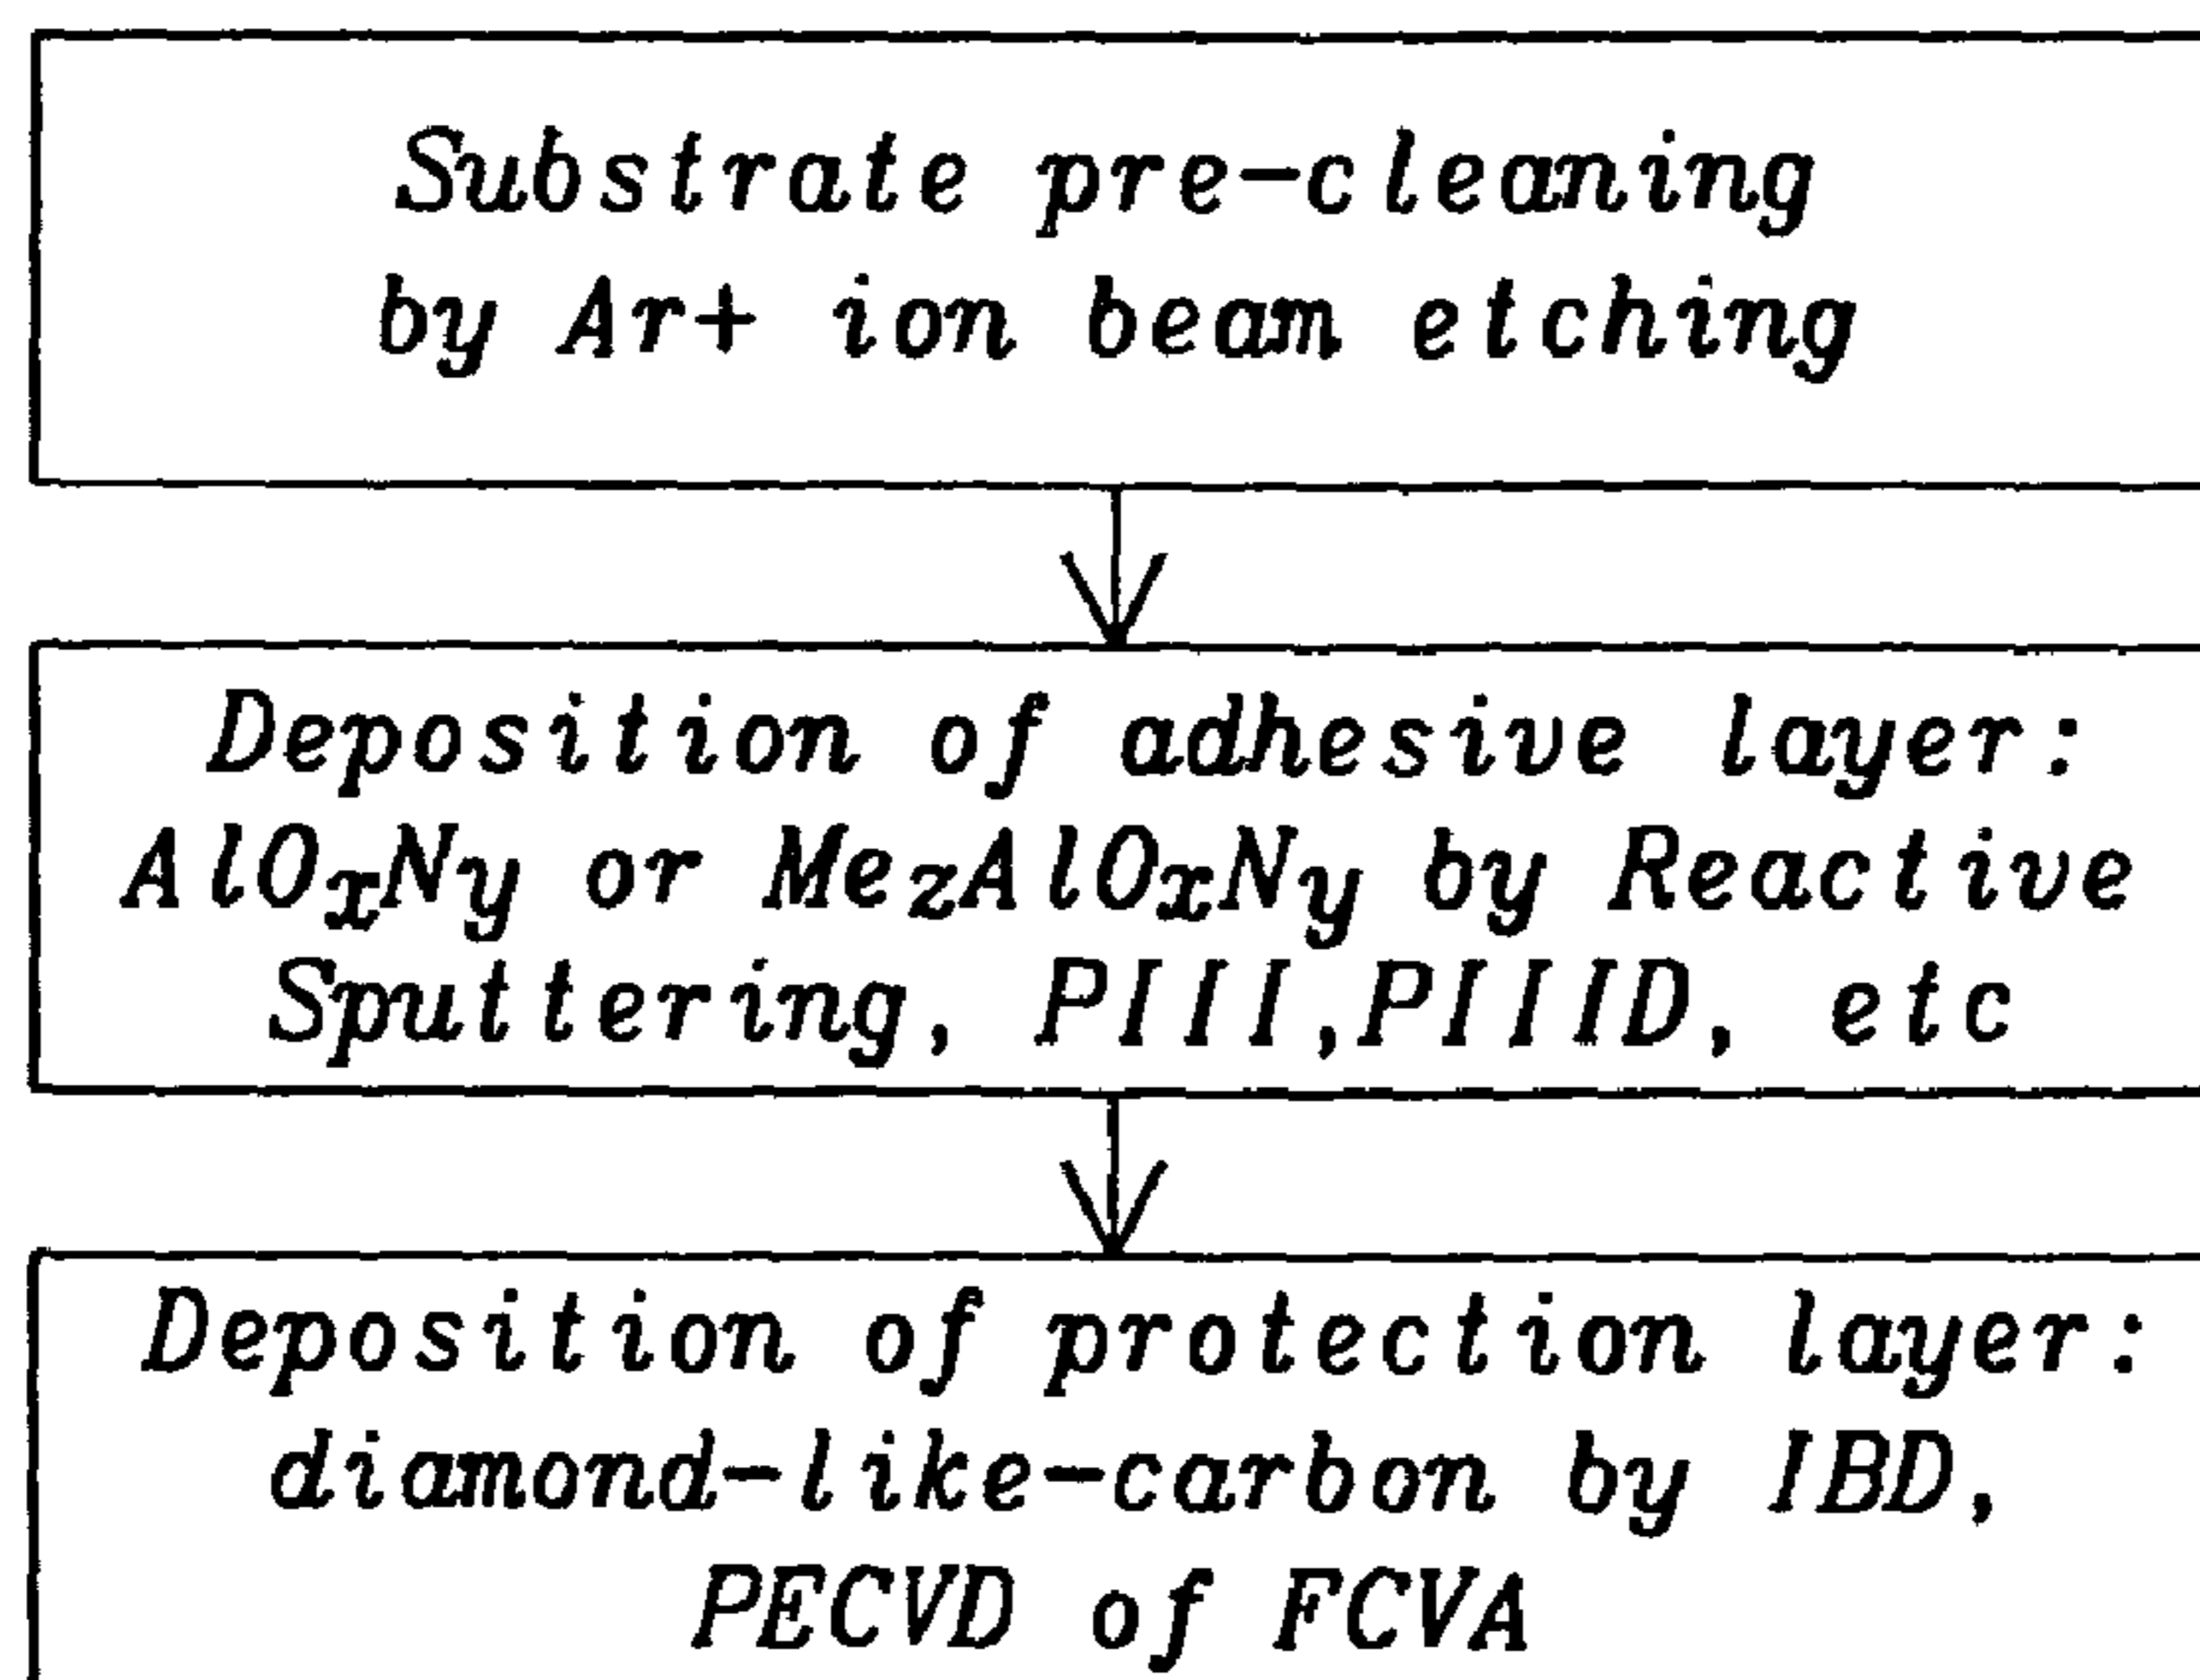 Substrate pre-cleaning
by Ar+ ion beam etching
Deposition of adhesive layer:
AlOxNy or MezAlOxNy by Reactive
Sputtering, PIII,PIIID, etc
Deposition of protection layer:
diamond-like-carbon by IBD,
PECVD of FCVA